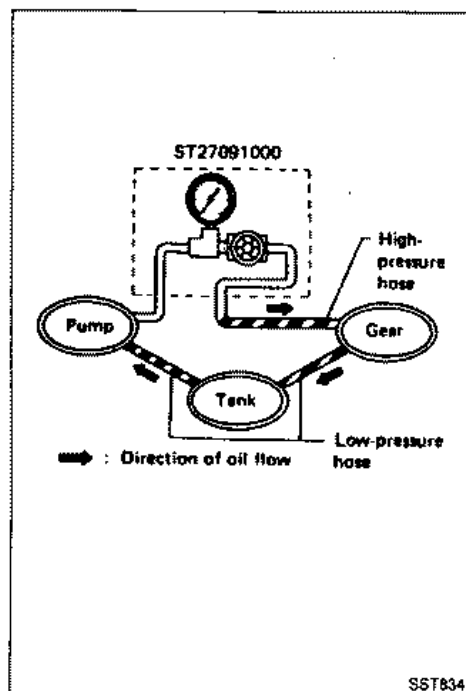 ST27091000
High-
pressure
hose
Pump
Gear
Tank
Low-pressure
hose
: Direction of oil flow
SST834